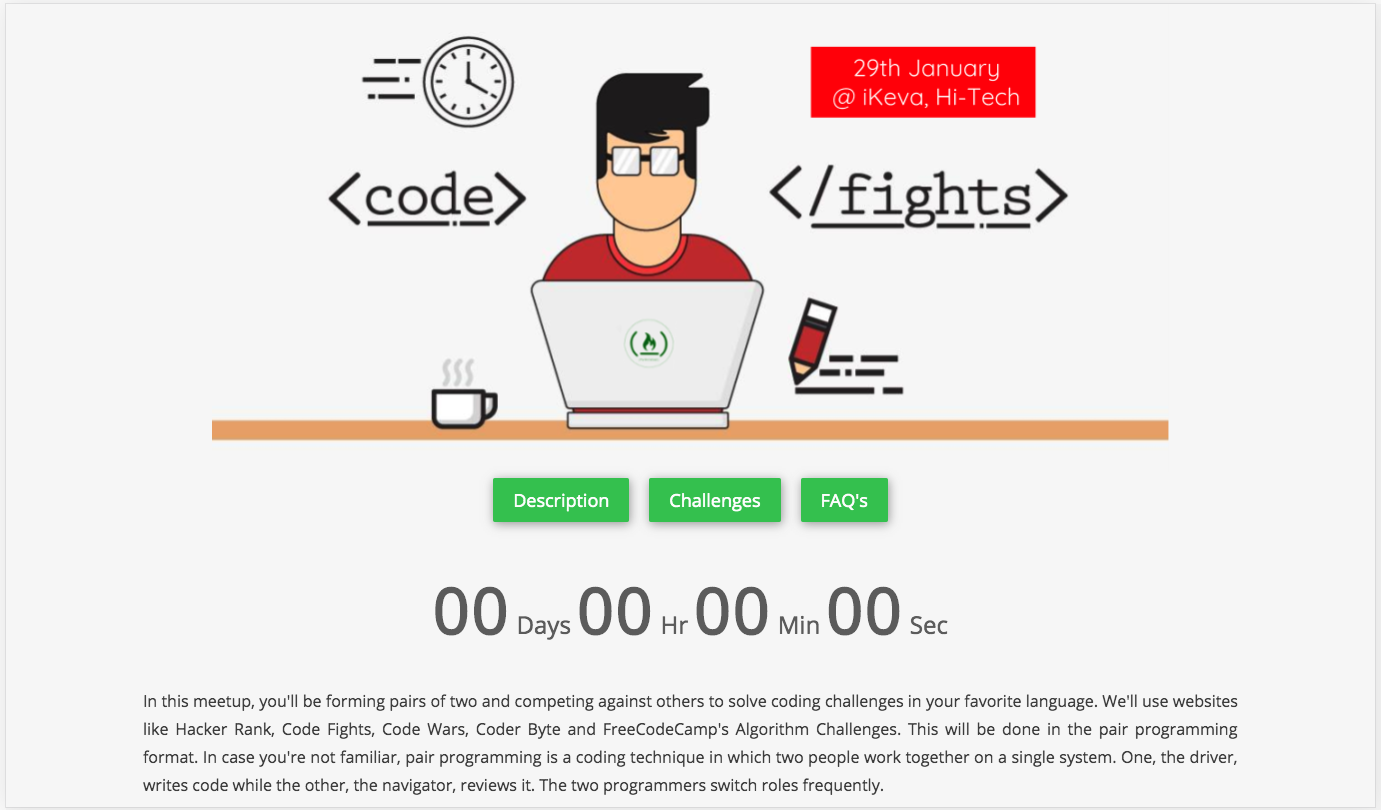 29th January
@ iKeva, Hi-Tech
<code>
</fights>
Description
Challenges
FAQ's
00 Days 00 Hr 00 Min 00 Sec
In this meetup, you'll be forming pairs of two and competing against others to solve coding challenges in your favorite language. We'll use websites
like Hacker Rank, Code Fights, Code Wars, Coder Byte and FreeCodeCamp's Algorithm Challenges. This will be done in the pair programming
format. In case you're not familiar, pair programming is a coding technique in which two people work together on a single system. One, the driver,
writes code while the other, the navigator, reviews it. The two programmers switch roles frequently.